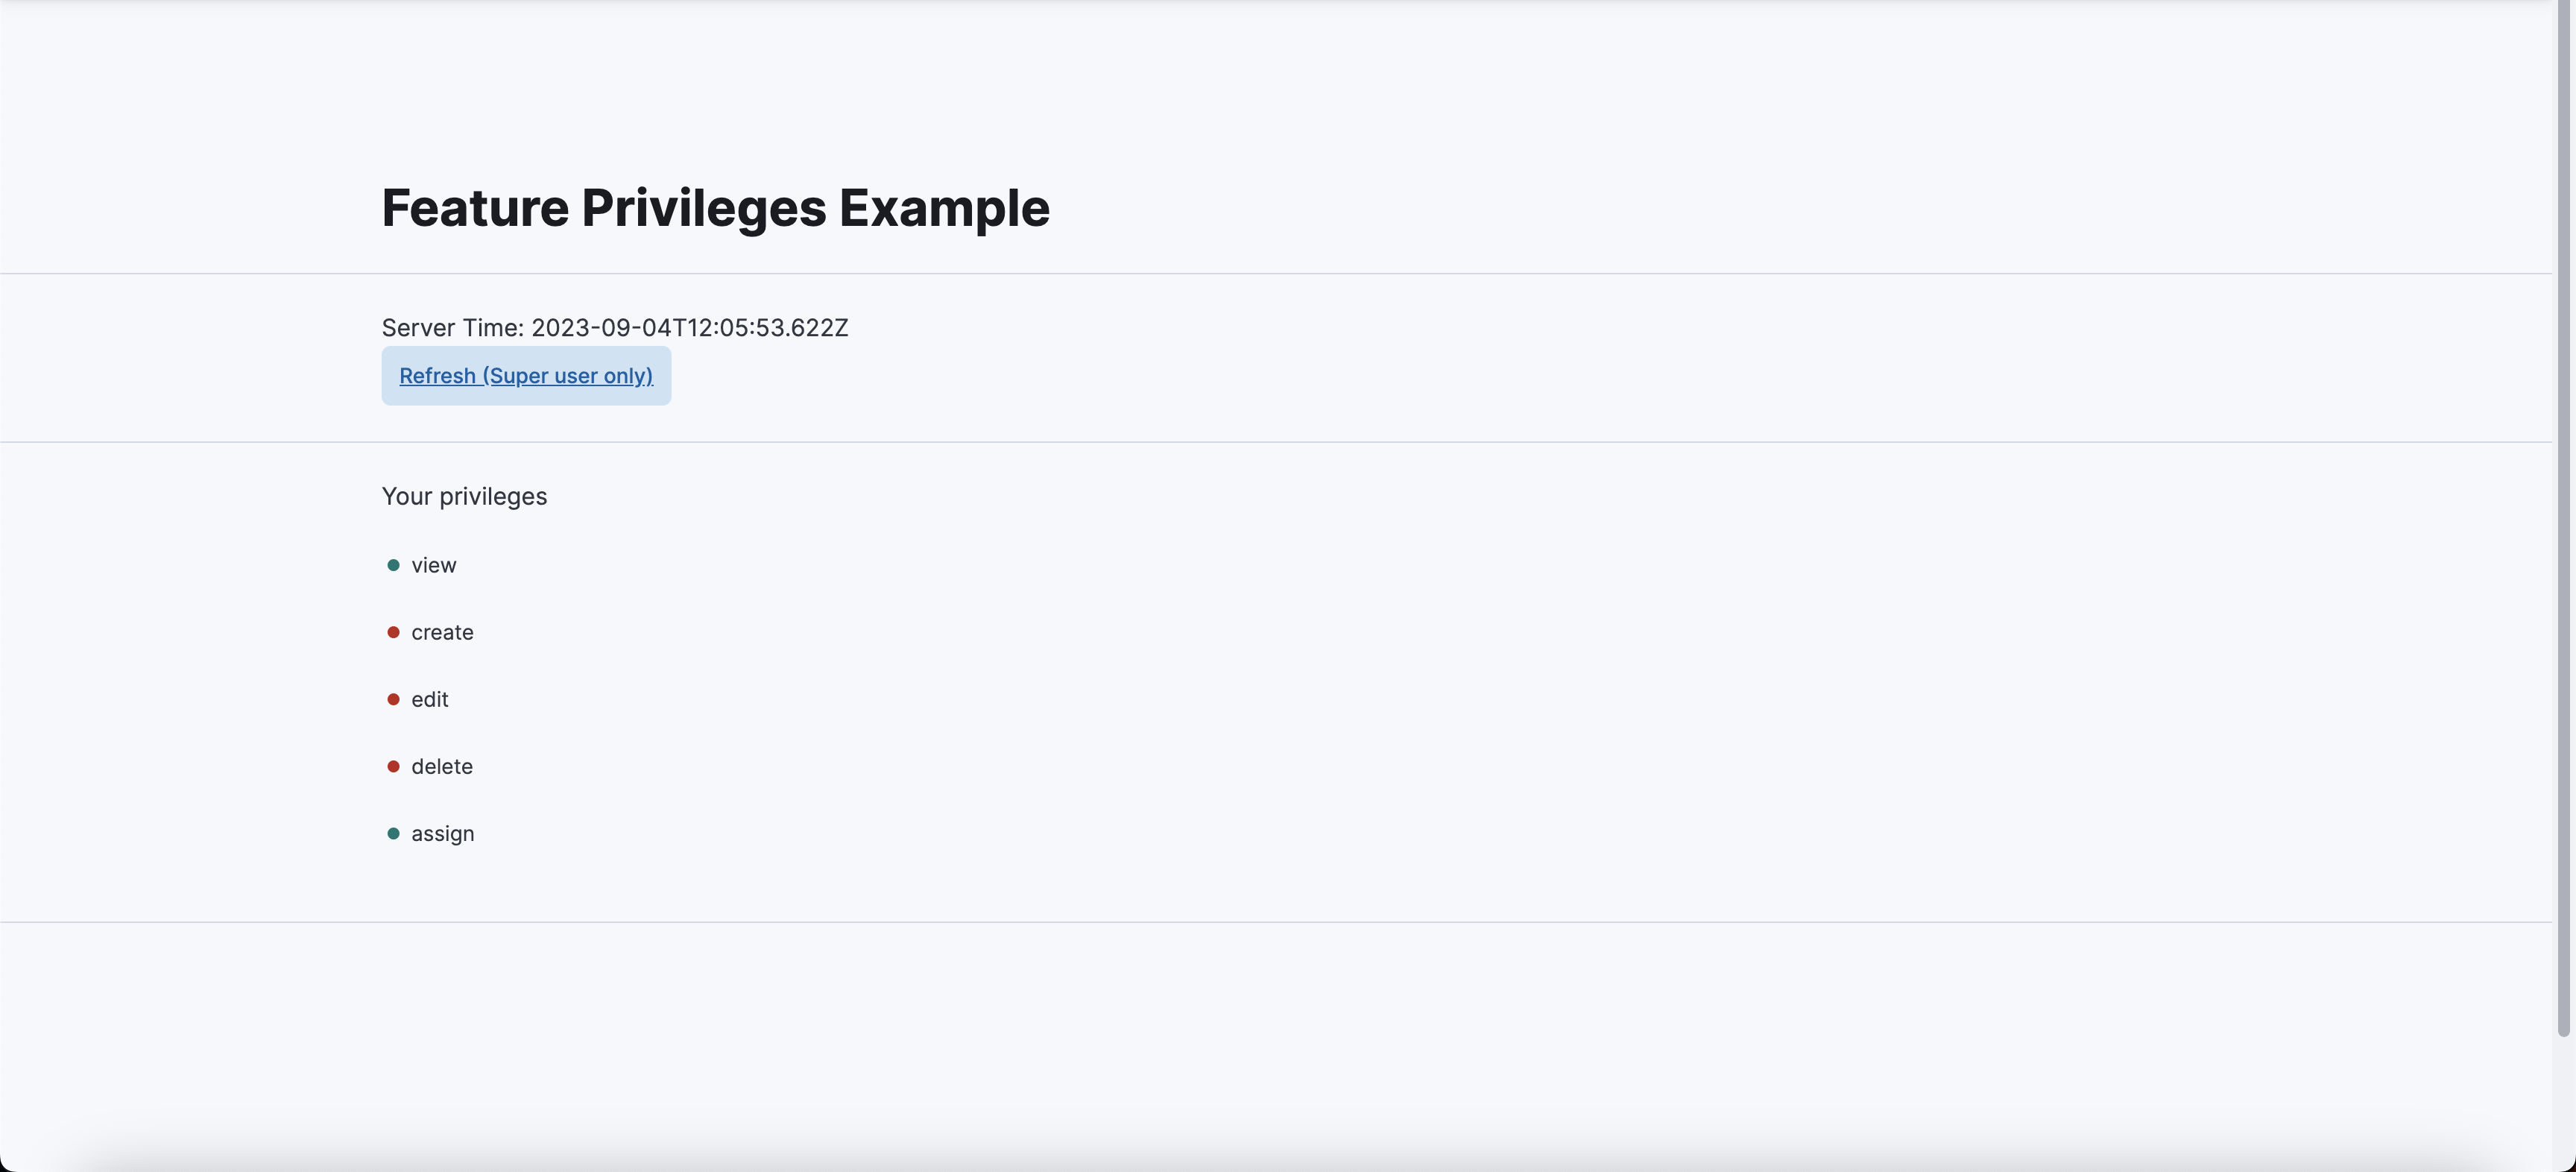 Feature Privileges Example
Server Time: 2023-09-04T12:05:53.622Z
Refresh (Super user only)
Your privileges
view
create
edit
delete
assign